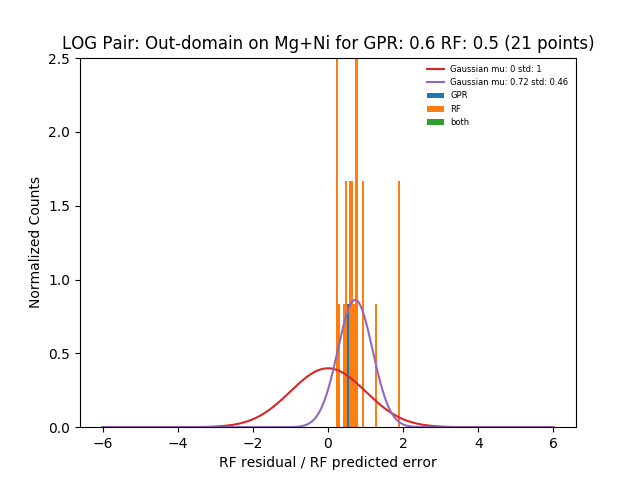 LOG Pair: Out-domain on Mg+Ni for GPR: 0.6 RF: 0.5 (21 points)
2.5
2.0
1.5
1.0
0.5
0.0
Normalized Counts
Gaussian mu: 0 std: 1
Gaussian mu: 0.72 std: 0.46
GPR
RF
both
−6 −4 −2 0 2 4 6
RF residual / RF predicted error